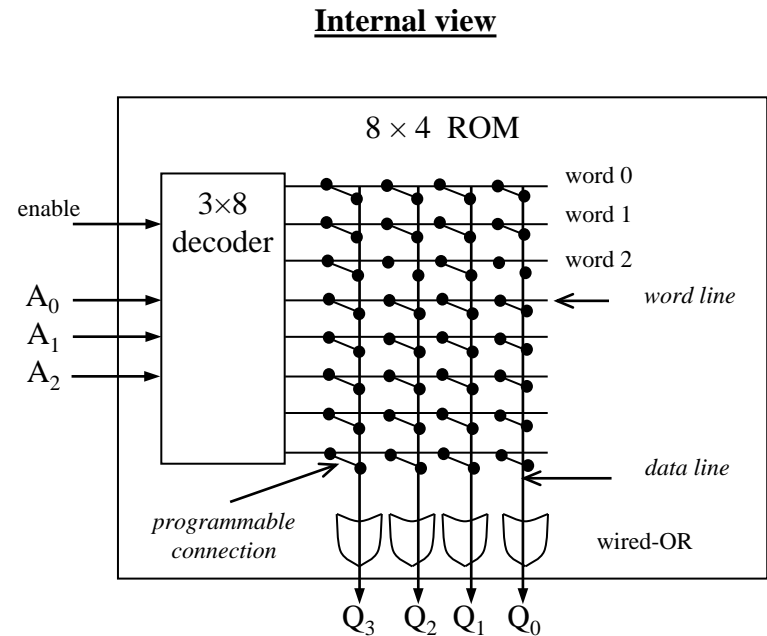 Internal view
8 × 4 ROM
word 0
3×8
decoder
enable
word 1
word 2
A₀
word line
A₁
A₂
data line
programmable
connection
wired-OR
Q₃ Q₂ Q₁ Q₀